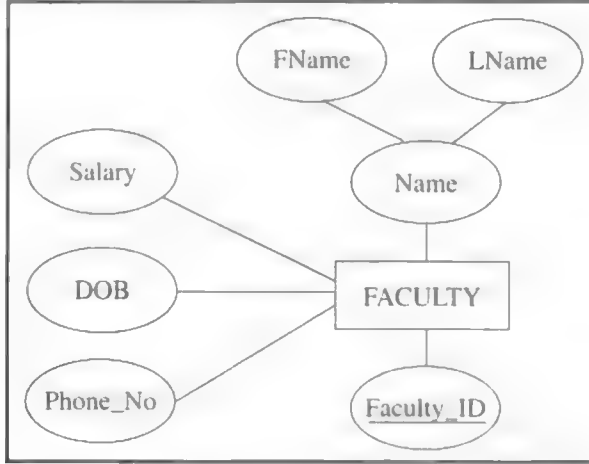 FName
LName
Salary
Name
DOB
FACULTY
Phone_No
Faculty_ID